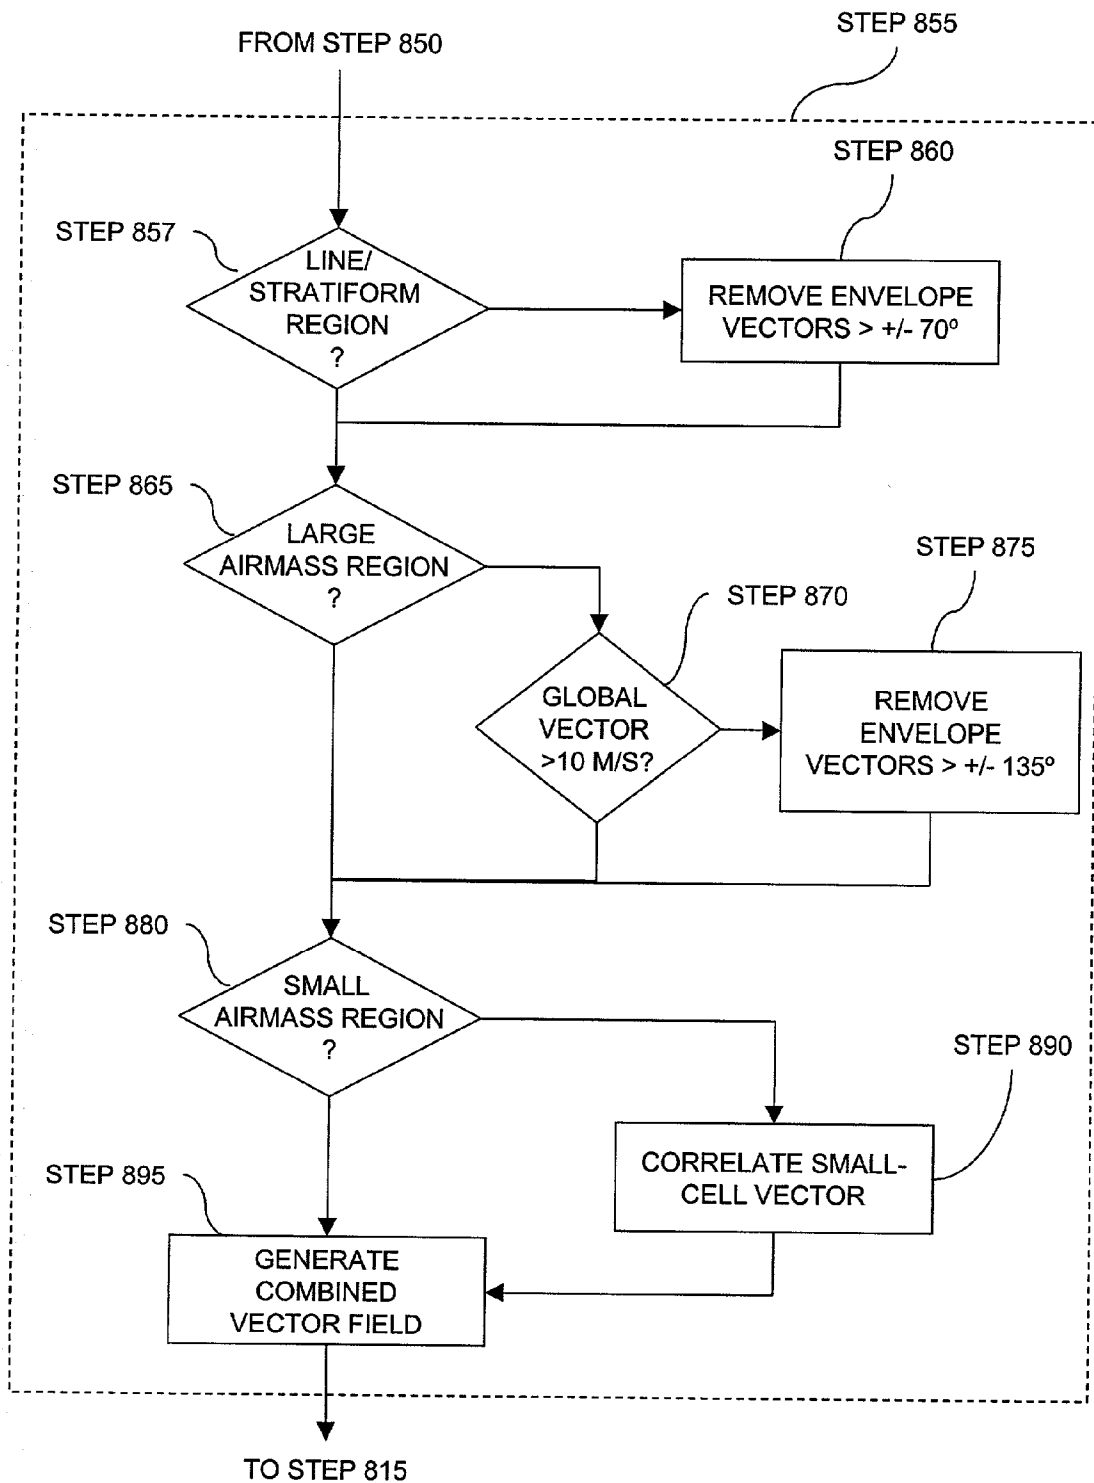 STEP 855
FROM STEP 850
STEP 860
STEP 857
LINE/
STRATIFORM
REGION
?
REMOVE ENVELOPE
VECTORS > +/- 70º
STEP 865
LARGE
AIRMASS REGION
?
STEP 875
STEP 870
GLOBAL
VECTOR
>10 M/S?
REMOVE
ENVELOPE
VECTORS > +/- 135º
STEP 880
SMALL
AIRMASS REGION
?
STEP 890
CORRELATE SMALL-
CELL VECTOR
STEP 895
GENERATE
COMBINED
VECTOR FIELD
TO STEP 815